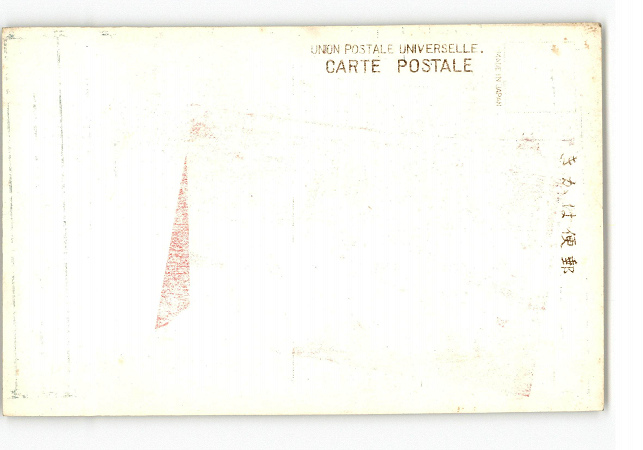 UNION POSTALE UNIVERSELLE.
CARTE POSTALE
MADE IN JAPAN
郵便はかき